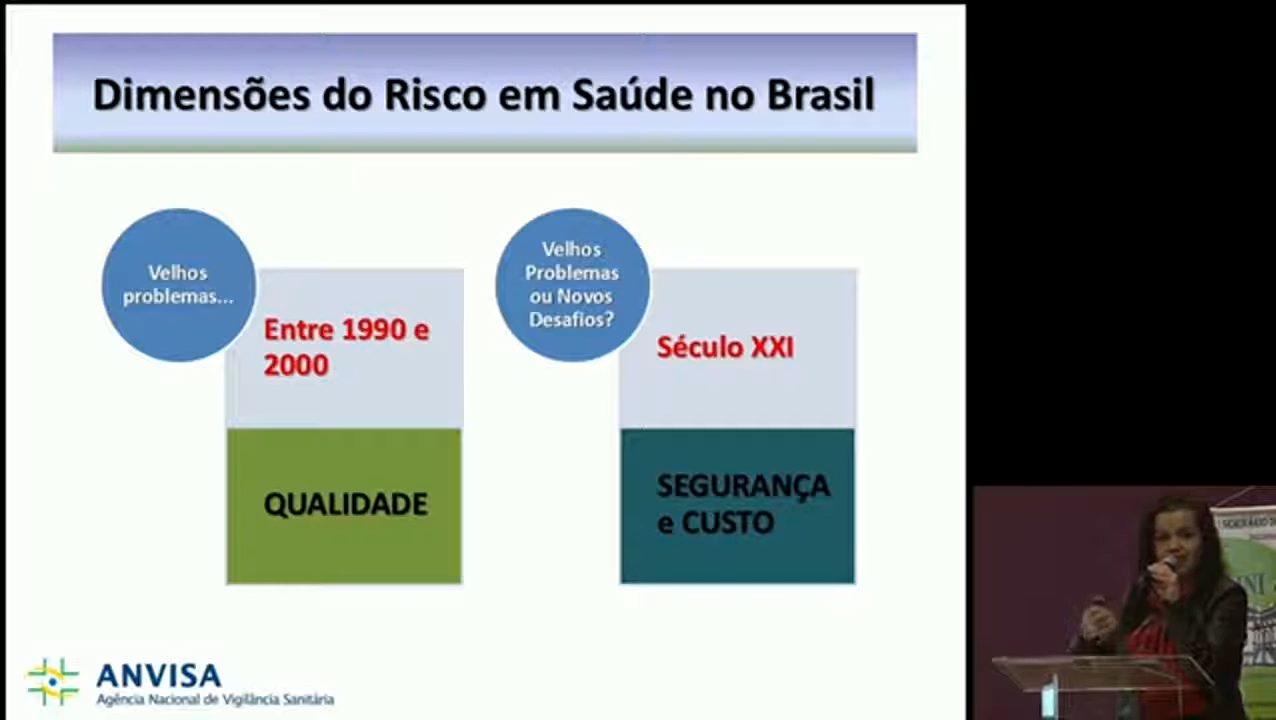 Dimensões do Risco em Saúde no Brasil
Velhos
problemas...
Entre 1990 e
2000
QUALIDADE
Velhos
Problemas
ou Novos
Desafios?
Século XXI
SEGURANÇA
e CUSTO
ANVISA
Agência Nacional de Vigilância Sanitária